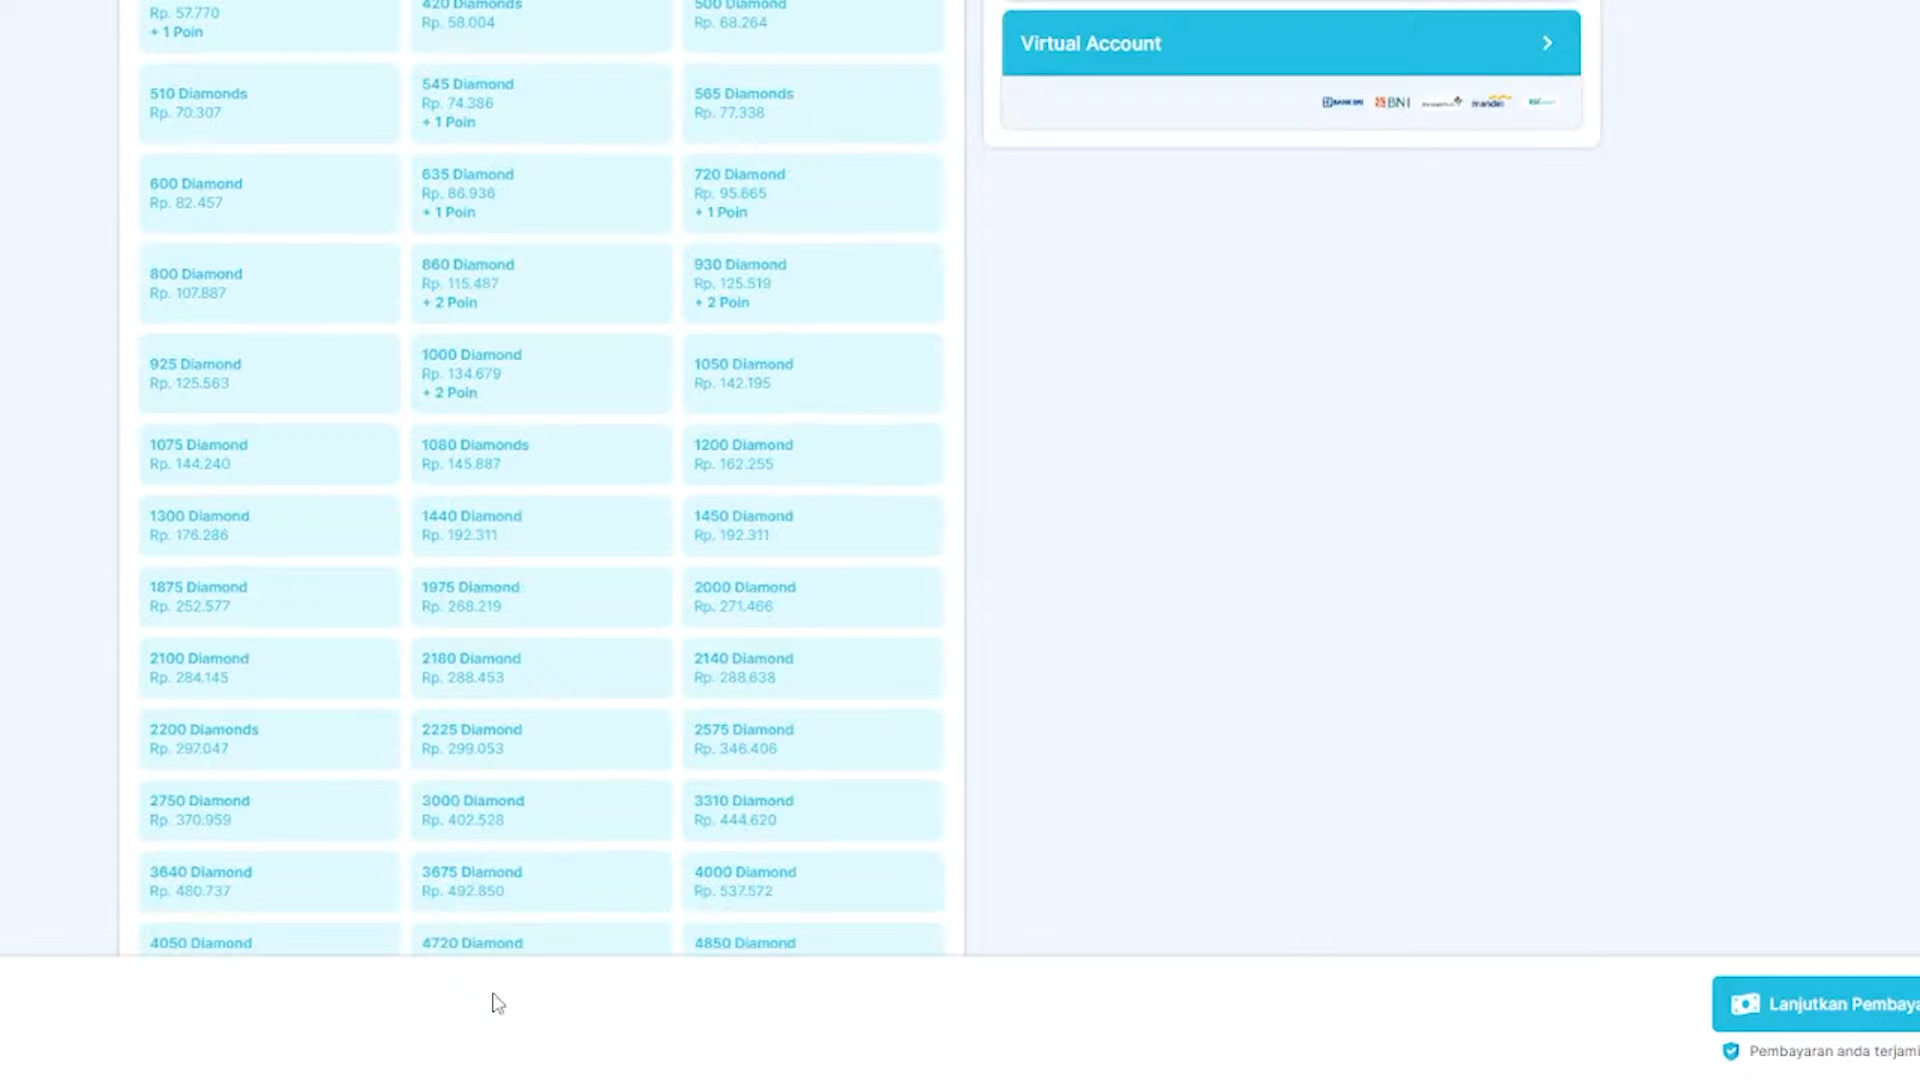 Rp. 57.770
+ 1 Poin
420 Diamonds
Rp. 58.004
500 Diamond
Rp. 68.264
510 Diamonds
Rp. 70.307
545 Diamond
Rp. 74.386
+ 1 Poin
565 Diamonds
Rp. 77.338
600 Diamond
Rp. 82.457
635 Diamond
Rp. 86.936
+ 1 Poin
720 Diamond
Rp. 95.665
+ 1 Poin
800 Diamond
Rp. 107.887
860 Diamond
Rp. 115.487
+ 2 Poin
930 Diamond
Rp. 125.519
+ 2 Poin
925 Diamond
Rp. 125.563
1000 Diamond
Rp. 134.679
+ 2 Poin
1050 Diamond
Rp. 142.195
1075 Diamond
Rp. 144.240
1080 Diamonds
Rp. 145.887
1200 Diamond
Rp. 162.255
1300 Diamond
Rp. 176.286
1440 Diamond
Rp. 192.311
1450 Diamond
Rp. 192.311
1875 Diamond
Rp. 252.577
1975 Diamond
Rp. 268.219
2000 Diamond
Rp. 271.466
2100 Diamond
Rp. 284.145
2180 Diamond
Rp. 288.453
2140 Diamond
Rp. 288.638
2200 Diamonds
Rp. 297.047
2225 Diamond
Rp. 299.053
2575 Diamond
Rp. 346.406
2750 Diamond
Rp. 370.959
3000 Diamond
Rp. 402.528
3310 Diamond
Rp. 444.620
3640 Diamond
Rp. 480.737
3675 Diamond
Rp. 492.850
4000 Diamond
Rp. 537.572
4050 Diamond
4720 Diamond
4850 Diamond
Virtual Account
BANK BRI
BNI
mandiri
Lanjutkan Pembaya
Pembayaran anda terjami